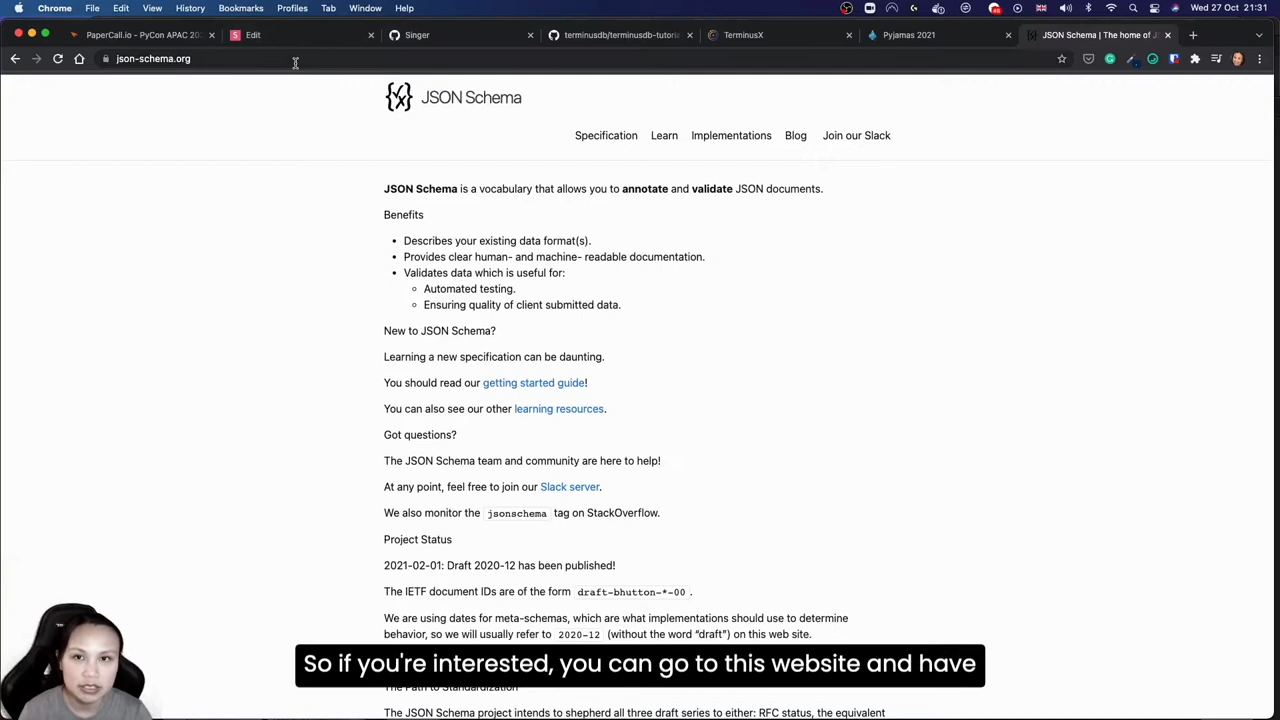 Chrome File Edit View History Bookmarks Profiles Tab Window Help Wed 27 Oct 21:31
PaperCall.io - PyCon APAC 202 Edit Singer terminusdb/terminusdb-tutori TerminusX Pyjamas 2021 JSON Schema | The home of J
json-schema.org
JSON Schema
Specification Learn Implementations Blog Join our Slack
JSON Schema is a vocabulary that allows you to annotate and validate JSON documents.
Benefits
• Describes your existing data format(s).
• Provides clear human- and machine- readable documentation.
• Validates data which is useful for:
◦ Automated testing.
◦ Ensuring quality of client submitted data.
New to JSON Schema?
Learning a new specification can be daunting.
You should read our getting started guide!
You can also see our other learning resources.
Got questions?
The JSON Schema team and community are here to help!
At any point, feel free to join our Slack server.
We also monitor the jsonschema tag on StackOverflow.
Project Status
2021-02-01: Draft 2020-12 has been published!
The IETF document IDs are of the form draft-bhutton-*-00 .
We are using dates for meta-schemas, which are what implementations should use to determine
behavior, so we will usually refer to 2020-12 (without the word “draft”) on this web site.
So if you're interested, you can go to this website and have
The Path to Standardization
The JSON Schema project intends to shepherd all three draft series to either: RFC status, the equivalent